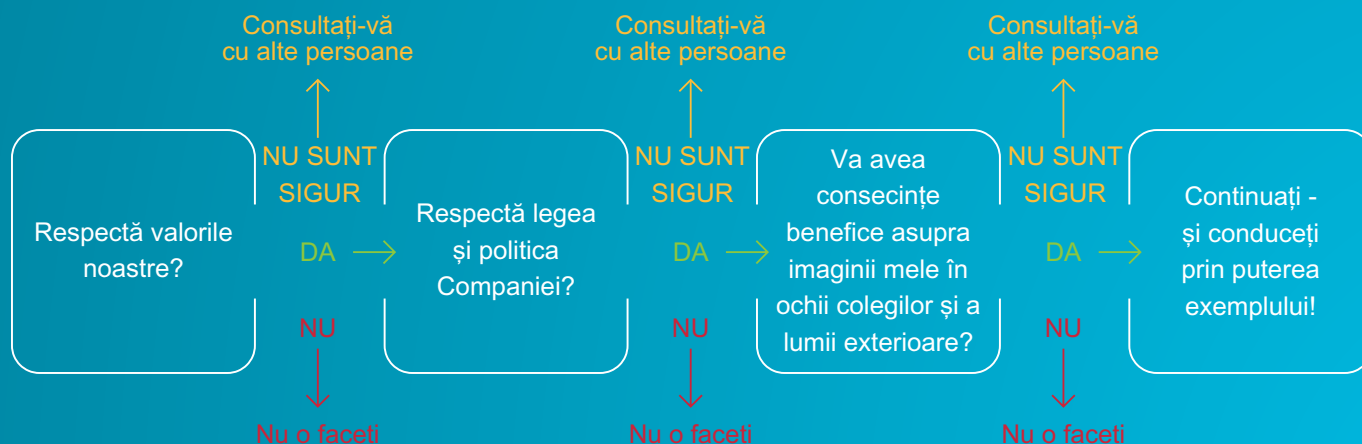 Consultați-vă
cu alte persoane
Consultați-vă
cu alte persoane
Consultați-vă
cu alte persoane
Respectă valorile
noastre?
NU SUNT
SIGUR
DA
NU
Respectă legea
și politica
Companiei?
NU SUNT
SIGUR
DA
NU
Va avea
consecințe
benefice asupra
imaginii mele în
ochii colegilor și a
lumii exterioare?
NU SUNT
SIGUR
DA
NU
Continuați -
și conduceți
prin puterea
exemplului!
Nu o faceți
Nu o faceți
Nu o faceți